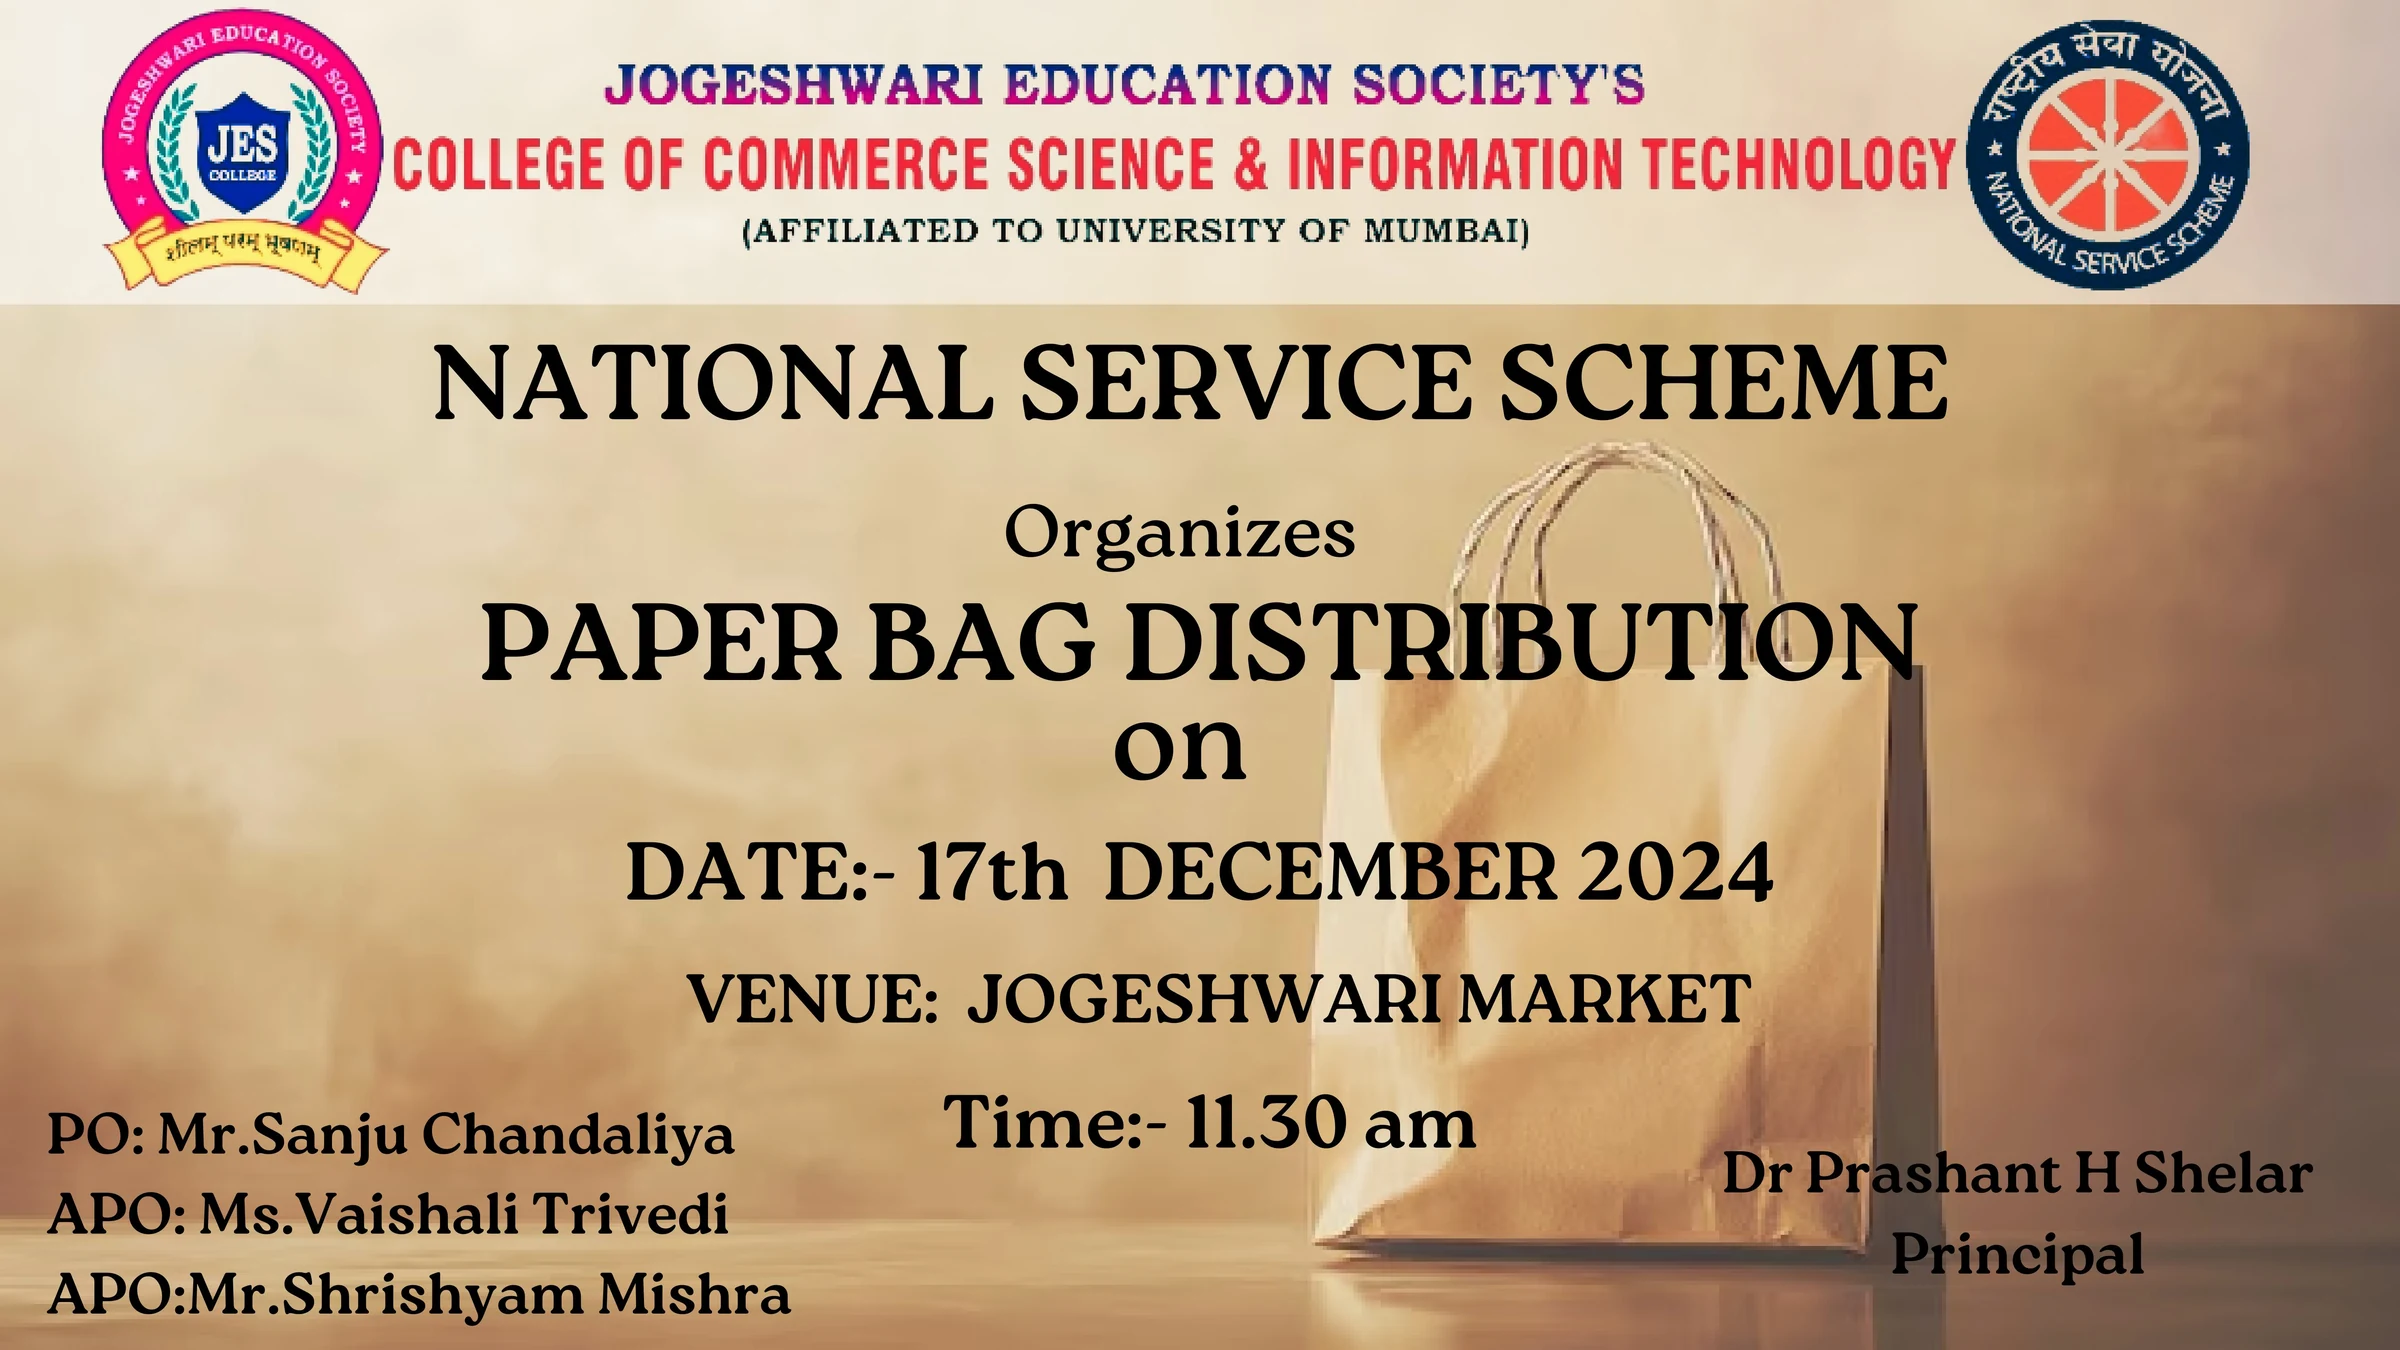 JOGESHWARI EDUCATION SOCIETY
JES
COLLEGE
शीलम् परम् भूषणम्
JOGESHWARI EDUCATION SOCIETY'S
COLLEGE OF COMMERCE SCIENCE & INFORMATION TECHNOLOGY
(AFFILIATED TO UNIVERSITY OF MUMBAI)
राष्ट्रीय सेवा योजना
NATIONAL SERVICE SCHEME
NATIONAL SERVICE SCHEME
Organizes
PAPER BAG DISTRIBUTION
on
DATE:- 17th DECEMBER 2024
VENUE: JOGESHWARI MARKET
Time:- 11.30 am
PO: Mr.Sanju Chandaliya
APO: Ms.Vaishali Trivedi
APO:Mr.Shrishyam Mishra
Dr Prashant H Shelar
Principal